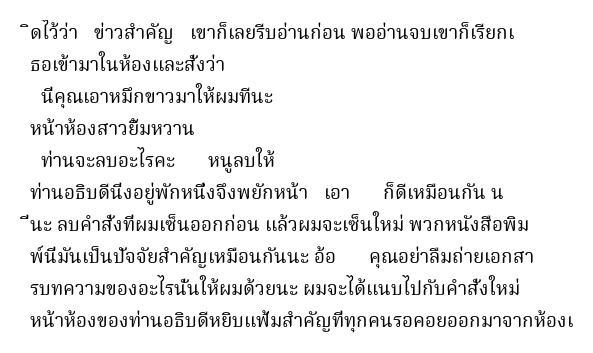 ิดไว้ว่า ข่าวสำคัญ เขาก็เลยรีบอ่านก่อน พออ่านจบเขาก็เรียกเ
ธอเข้ามาในห้องและสั่งว่า
นี่คุณเอาหมึกขาวมาให้ผมทีนะ
หน้าห้องสาวยิ้มหวาน
ท่านจะลบอะไรคะ หนูลบให้
ท่านอธิบดีนิ่งอยู่พักหนึ่งจึงพยักหน้า เอา ก็ดีเหมือนกัน น
ี่นะ ลบคำสั่งที่ผมเซ็นออกก่อน แล้วผมจะเซ็นใหม่ พวกหนังสือพิม
พ์นี่มันเป็นปัจจัยสำคัญเหมือนกันนะ อ้อ คุณอย่าลืมถ่ายเอกสา
รบทความของอะไรนั่นให้ผมด้วยนะ ผมจะได้แนบไปกับคำสั่งใหม่
หน้าห้องของท่านอธิบดีหยิบแฟ้มสำคัญที่ทุกคนรอคอยออกมาจากห้องเ